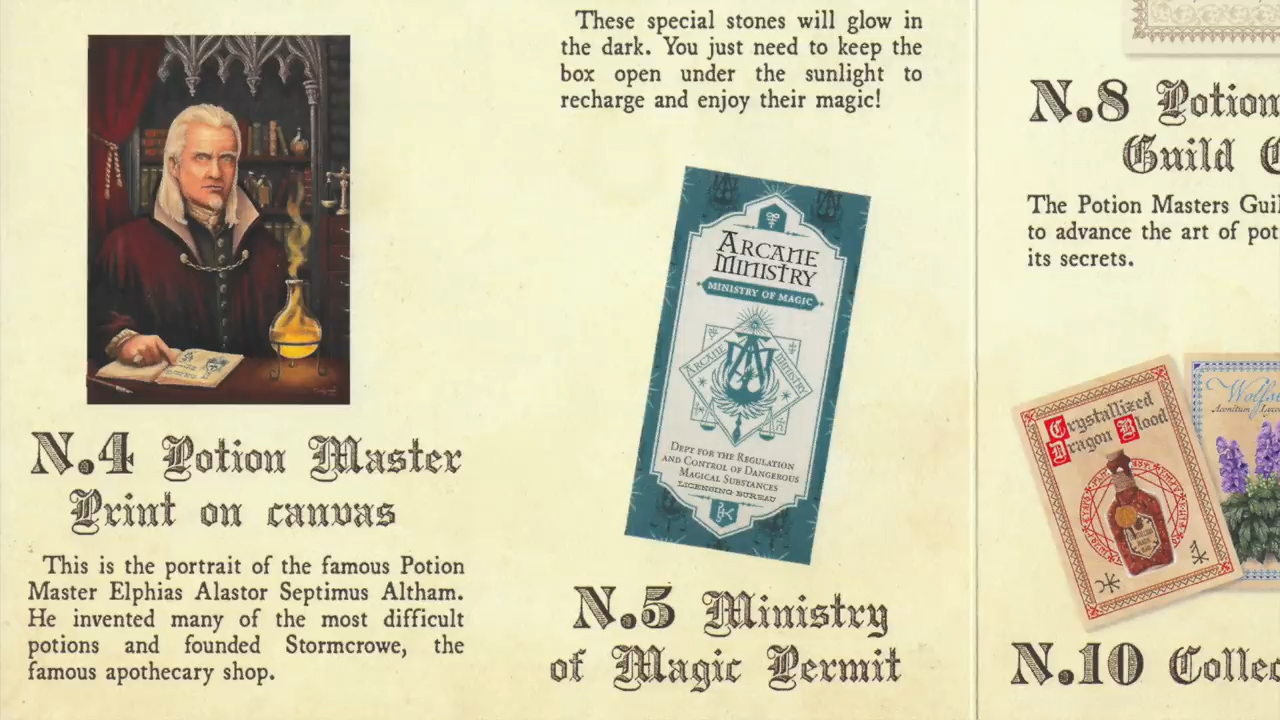 N.4 Potion Master
Print on canvas
This is the portrait of the famous Potion
Master Elphias Alastor Septimus Altham.
He invented many of the most difficult
potions and founded Stormcrowe, the
famous apothecary shop.
These special stones will glow in
the dark. You just need to keep the
box open under the sunlight to
recharge and enjoy their magic!
ARCANE
MINISTRY
MINISTRY OF MAGIC
ARCANE MINISTRY
DEPT FOR THE REGULATION
AND CONTROL OF DANGEROUS
MAGICAL SUBSTANCES
LICENSING BUREAU
N.5 Ministry
of Magic Permit
N.8 Potion
Guild
The Potion Masters
to advance the art of
its secrets.
Crystallized
Dragon Blood
Aconitum
N.10